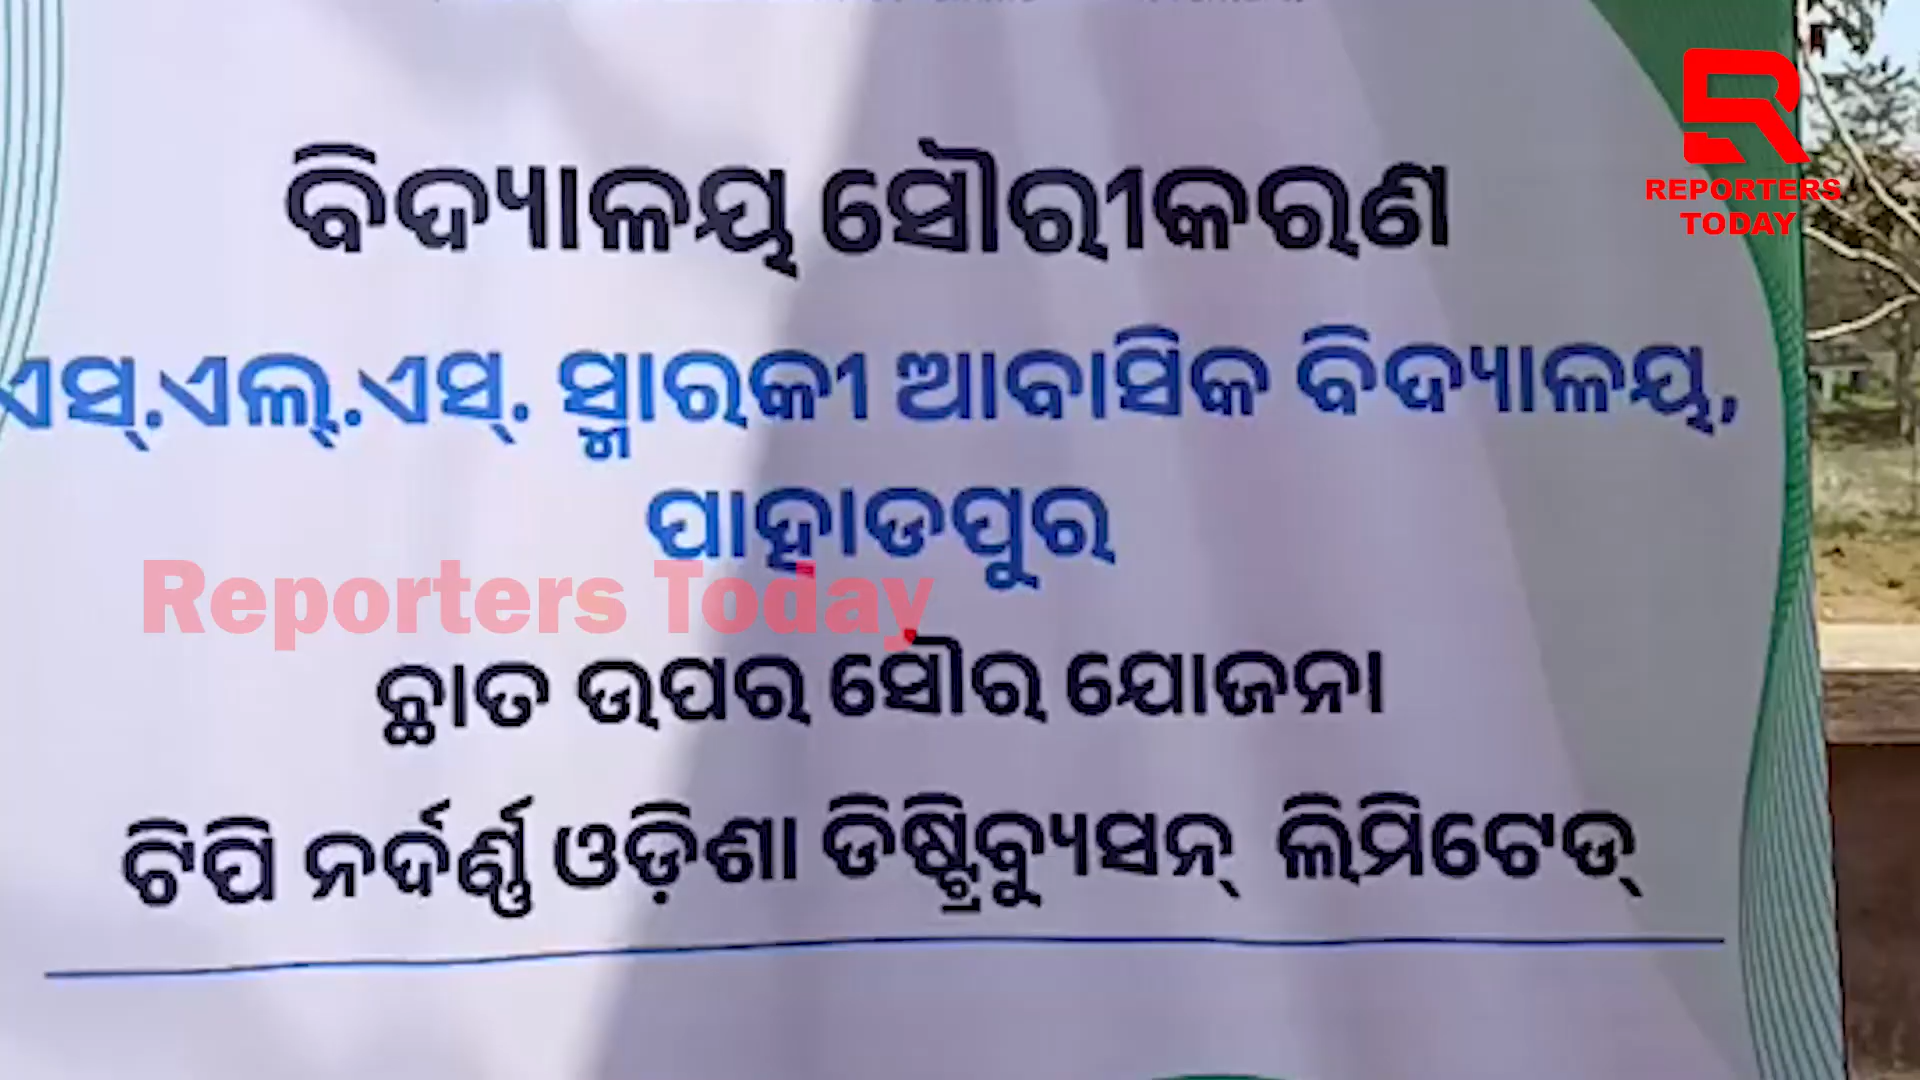 ବିଦ୍ୟାଳୟ ସୌରୀକରଣ
ଏସ୍.ଏଲ୍.ଏସ୍. ସ୍ମାରକୀ ଆବାସିକ ବିଦ୍ୟାଳୟ,
ପାହାଡପୁର
ଛାତ ଉପର ସୌର ଯୋଜନା
ଟିପି ନର୍ଦର୍ଣ୍ଣ ଓଡ଼ିଶା ଡିଷ୍ଟ୍ରିବ୍ୟୁସନ୍ ଲିମିଟେଡ୍
REPORTERS
TODAY
Reporters Today